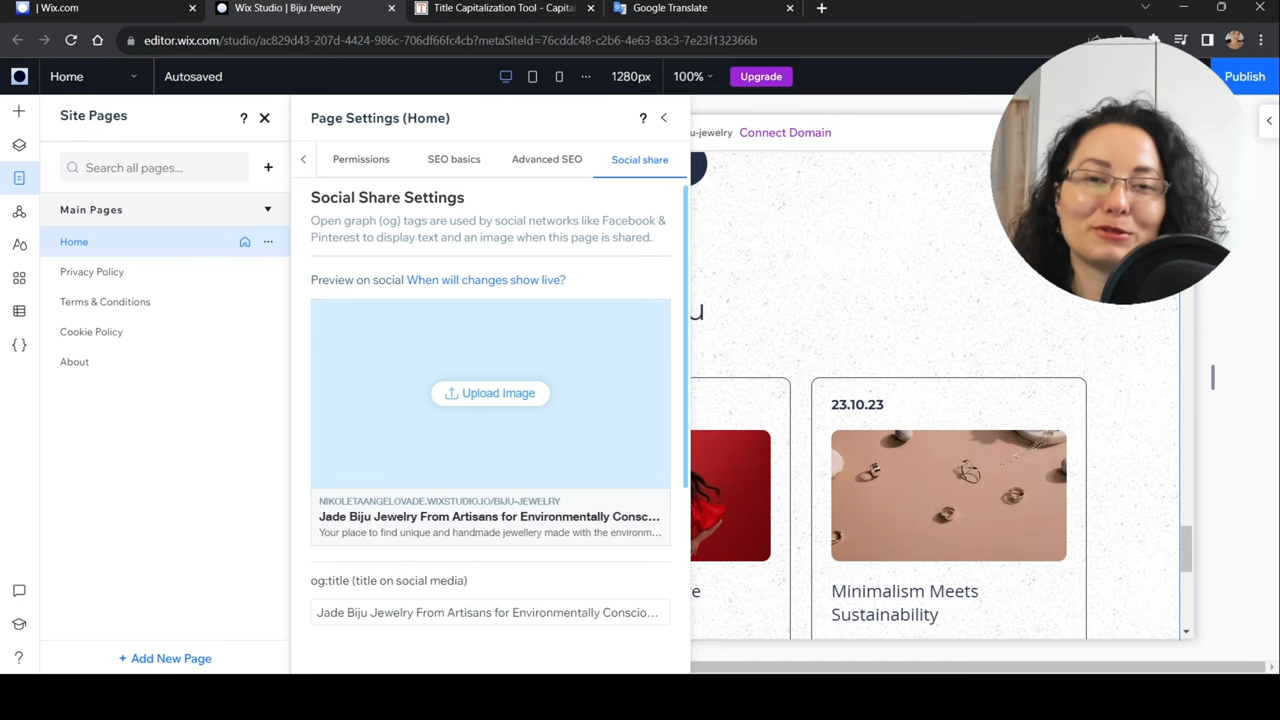 | Wix.com
Wix Studio | Biju Jewelry
Title Capitalization Tool - Capital
Google Translate
editor.wix.com/studio/ac829d43-207d-4424-986c-706df66fc4cb?metaSiteId=76cddc48-c2b6-4e63-83c3-7e23f132366b
Home
Autosaved
1280px
100%
Upgrade
Publish
Site Pages
?
Page Settings (Home)
?
u-jewelry Connect Domain
Search all pages...
Permissions
SEO basics
Advanced SEO
Social share
Main Pages
Home
Privacy Policy
Terms & Conditions
Cookie Policy
About
+ Add New Page
Social Share Settings
Open graph (og) tags are used by social networks like Facebook &
Pinterest to display text and an image when this page is shared.
Preview on social When will changes show live?
Upload Image
NIKOLETAANGELOVADE.WIXSTUDIO.IO/BIJU-JEWELRY
Jade Biju Jewelry From Artisans for Environmentally Consc...
Your place to find unique and handmade jewellery made with the environm...
og:title (title on social media)
Jade Biju Jewelry From Artisans for Environmentally Conscio...
u
23.10.23
e
Minimalism Meets
Sustainability
?